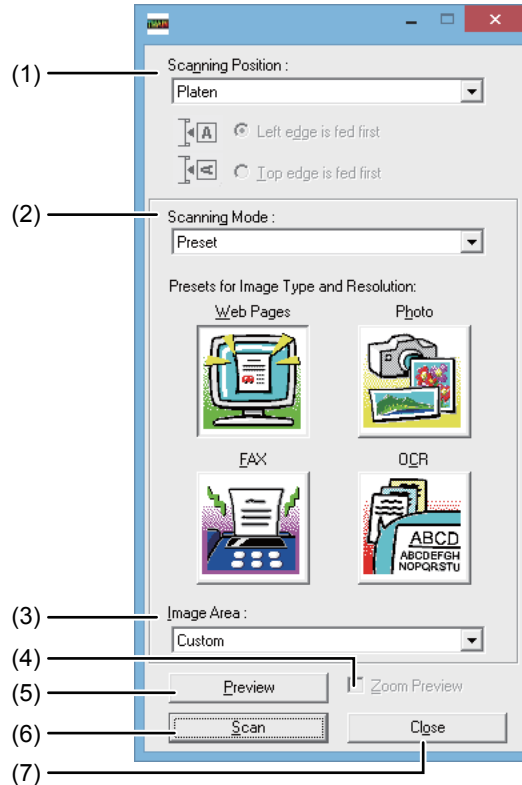 TWAIN
(1)
Scanning Position :
Platen
A Left edge is fed first
A Top edge is fed first
(2)
Scanning Mode :
Preset
Presets for Image Type and Resolution:
Web Pages Photo
FAX OCR
ABCD
ABCDEFGH
NOPQRSTU
(3)
Image Area :
Custom
(4)
(5)
Preview Zoom Preview
(6)
Scan Close
(7)